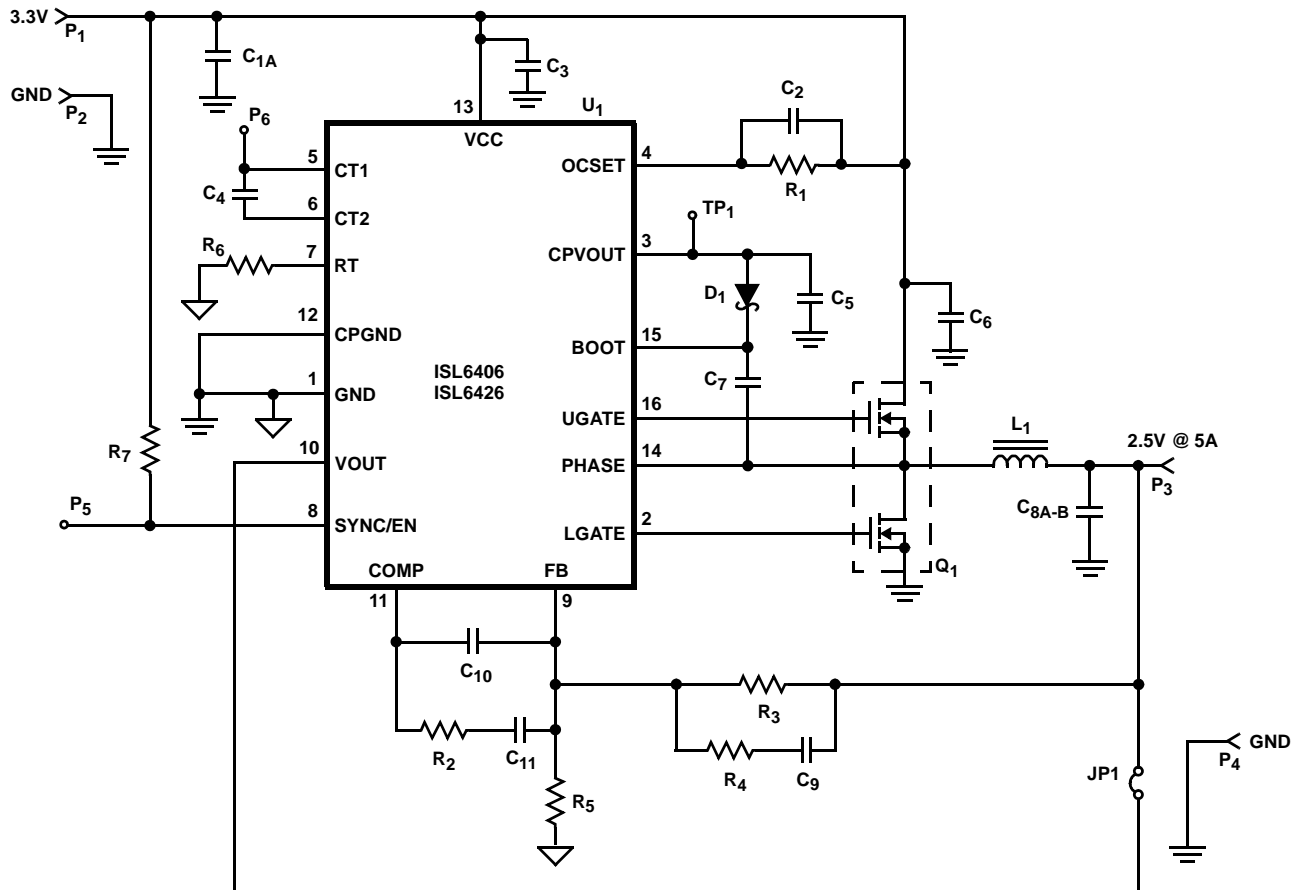 3.3V
P1
C1A
C3
GND
P2
P6
13
VCC
U1
C2
5
CT1
OCSET
4
R1
C4
6
CT2
TP1
R6
7
RT
CPVOUT
3
D1
C5
12
CPGND
C6
BOOT
15
ISL6406
ISL6426
C7
1
GND
UGATE
16
L1
2.5V @ 5A
R7
10
VOUT
PHASE
14
P3
P5
C8A-B
8
SYNC/EN
LGATE
2
Q1
COMP
FB
11
9
C10
R3
R2
C11
R4
C9
GND
P4
JP1
R5